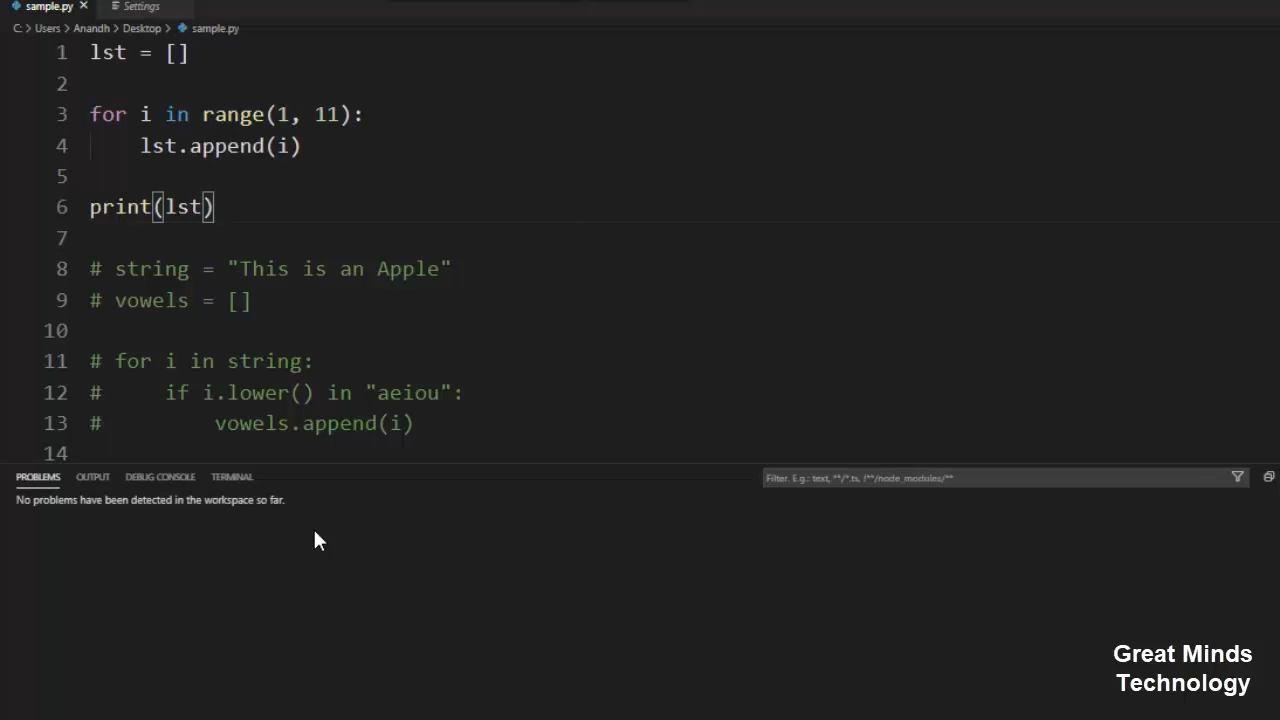 sample.py
Settings
C: > Users > Anandh > Desktop > sample.py
1 lst = []
2
3 for i in range(1, 11):
4     lst.append(i)
5
6 print(lst)
7
8 # string = "This is an Apple"
9 # vowels = []
10
11 # for i in string:
12 #     if i.lower() in "aeiou":
13 #         vowels.append(i)
14
PROBLEMS OUTPUT DEBUG CONSOLE TERMINAL
Filter. E.g.: text, **/*.ts, !**/node_modules/**
No problems have been detected in the workspace so far.
Great Minds
Technology